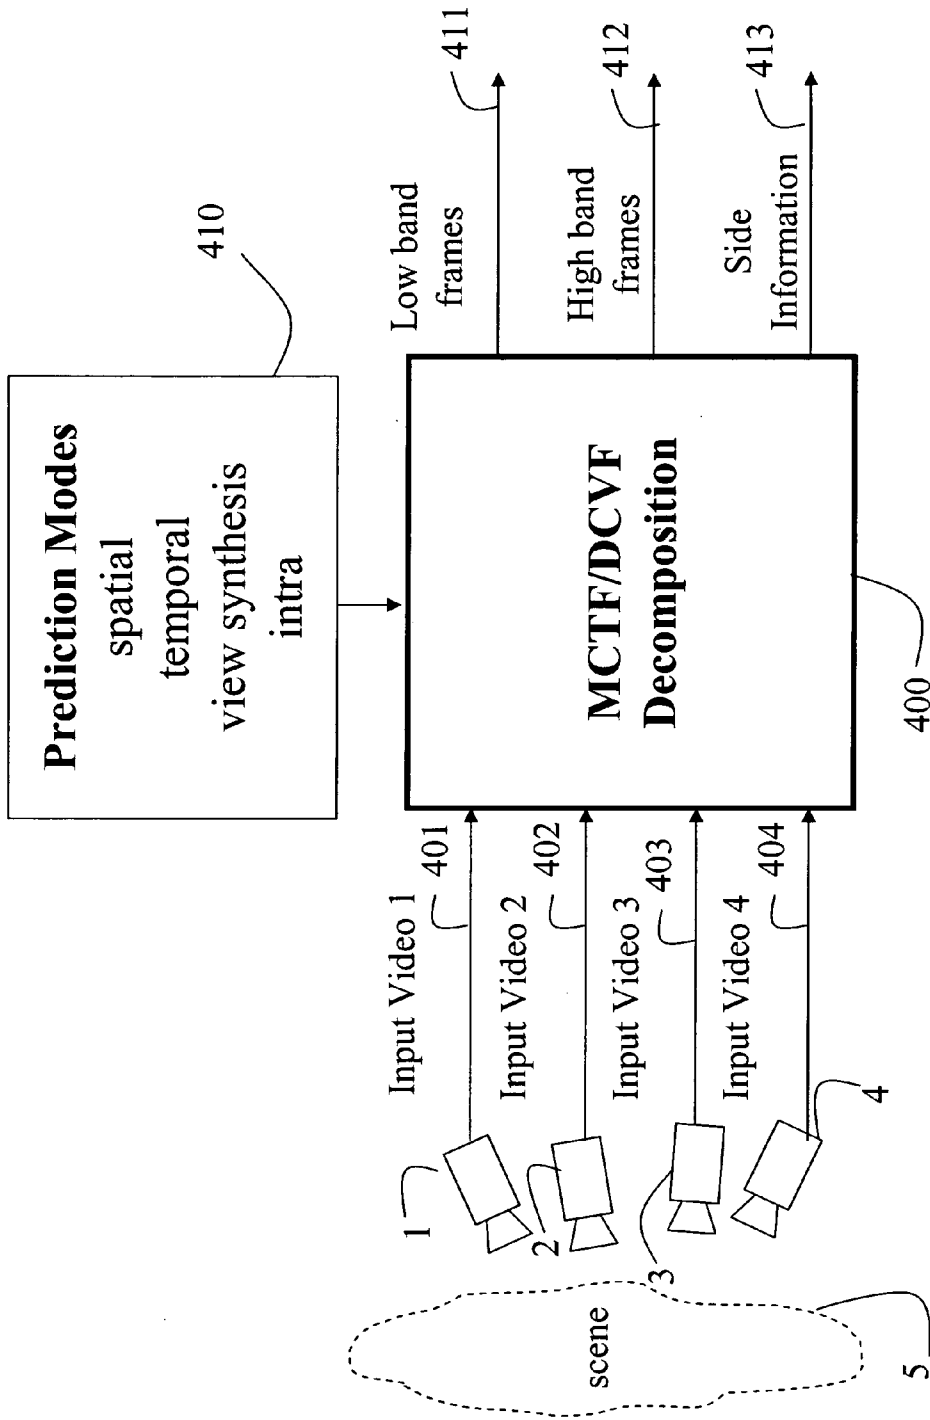 Prediction Modes
spatial
temporal
view synthesis
intra
410
Input Video 1
401
Input Video 2
402
Input Video 3
403
Input Video 4
404
1
2
3
4
scene
5
MCTF/DCVF
Decomposition
400
Low band
frames
411
High band
frames
412
Side
Information
413